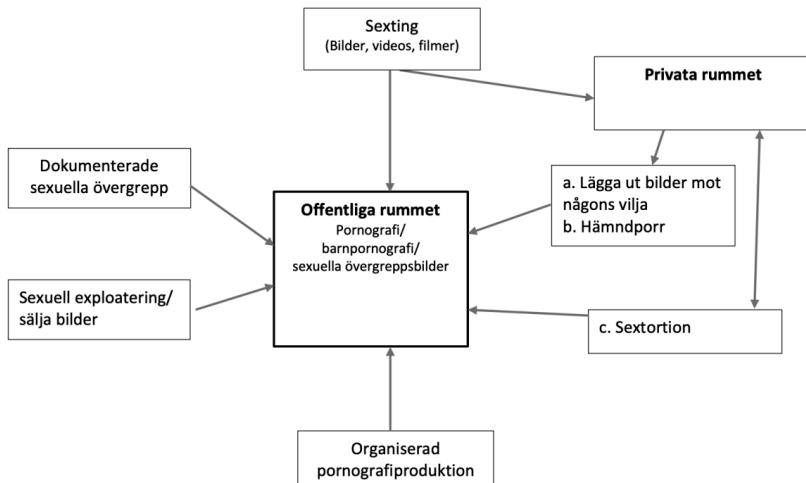 Sexting
(Bilder, videos, filmer)
Privata rummet
Dokumenterade
sexuella övergrepp
a. Lägga ut bilder mot
någons vilja
b. Hämndporr
Offentliga rummet
Pornografi/
barnpornografi/
sexuella övergreppsbilder
Sexuell exploatering/
sälja bilder
c. Sextortion
Organiserad
pornografiproduktion